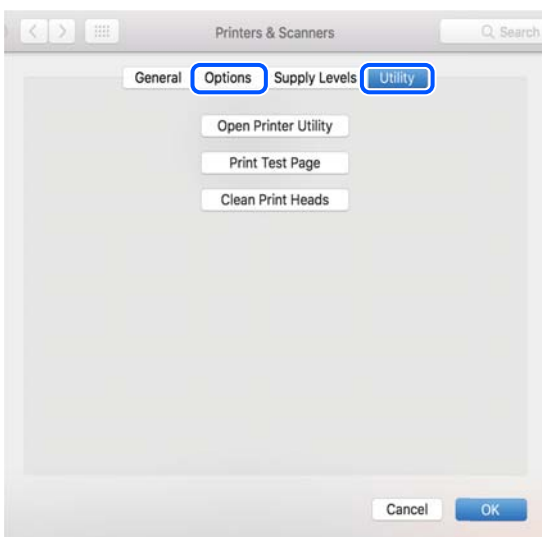 Printers & Scanners Search
General Options Supply Levels Utility
Open Printer Utility
Print Test Page
Clean Print Heads
Cancel OK